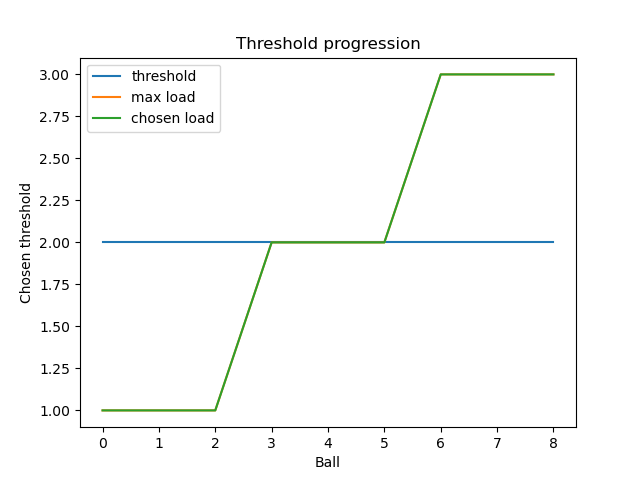 Threshold progression
threshold
max load
chosen load
3.00
2.75
2.50
2.25
2.00
1.75
1.50
1.25
1.00
Chosen threshold
0 1 2 3 4 5 6 7 8
Ball